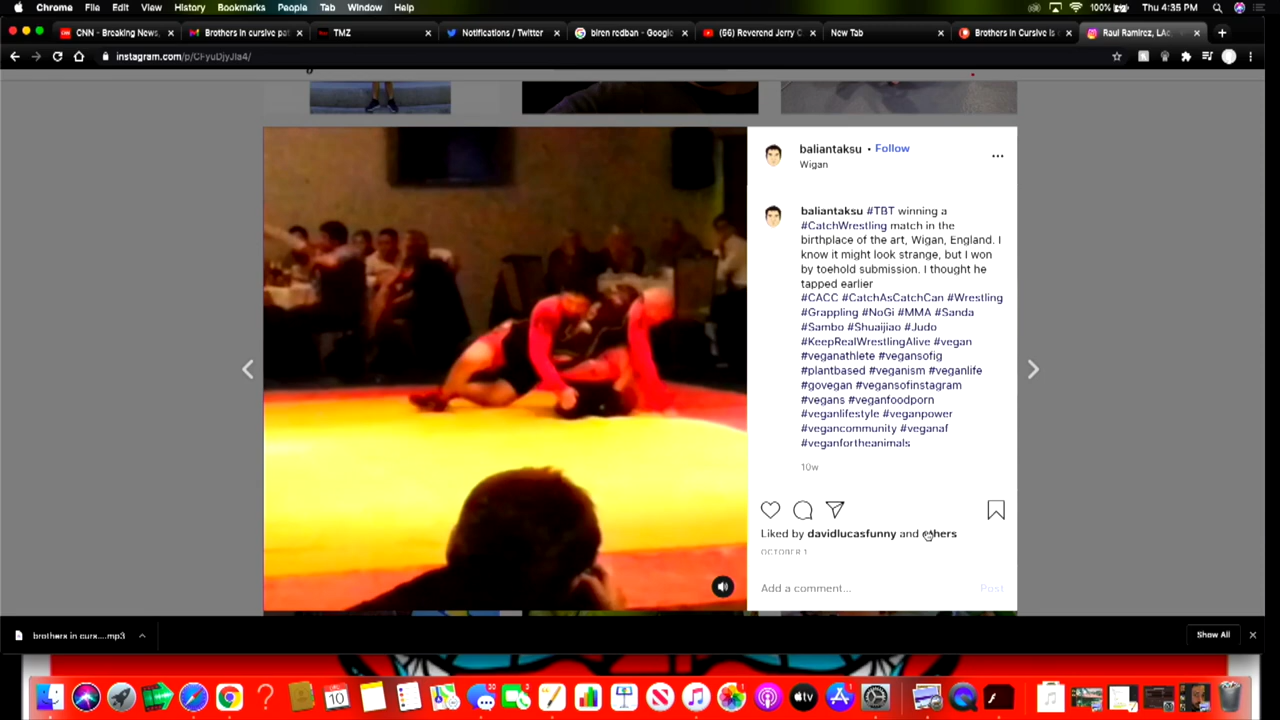 Chrome File Edit View History Bookmarks People Tab Window Help 100% Thu 4:35 PM
CNN - Breaking News, Brothers in cursive pat TMZ Notifications / Twitter biren redban - Google (GG) Reverend Jerry C New Tab Brothers In Cursive is Raul Ramirez, LAc,
instagram.com/p/CFyuDjyJIa4/
baliantaksu • Follow
Wigan
baliantaksu #TBT winning a
#CatchWrestling match in the
birthplace of the art, Wigan, England. I
know it might look strange, but I won
by toehold submission. I thought he
tapped earlier
#CACC #CatchAsCatchCan #Wrestling
#Grappling #NoGi #MMA #Sanda
#Sambo #Shuaijiao #Judo
#KeepRealWrestlingAlive #vegan
#veganathlete #vegansofig
#plantbased #veganism #veganlife
#govegan #vegansofinstagram
#vegans #veganfoodporn
#veganlifestyle #veganpower
#vegancommunity #veganaf
#veganfortheanimals
10w
Liked by davidlucasfunny and others
OCTOBER 1
Add a comment... Post
brothers in curs....mp3 Show All
10